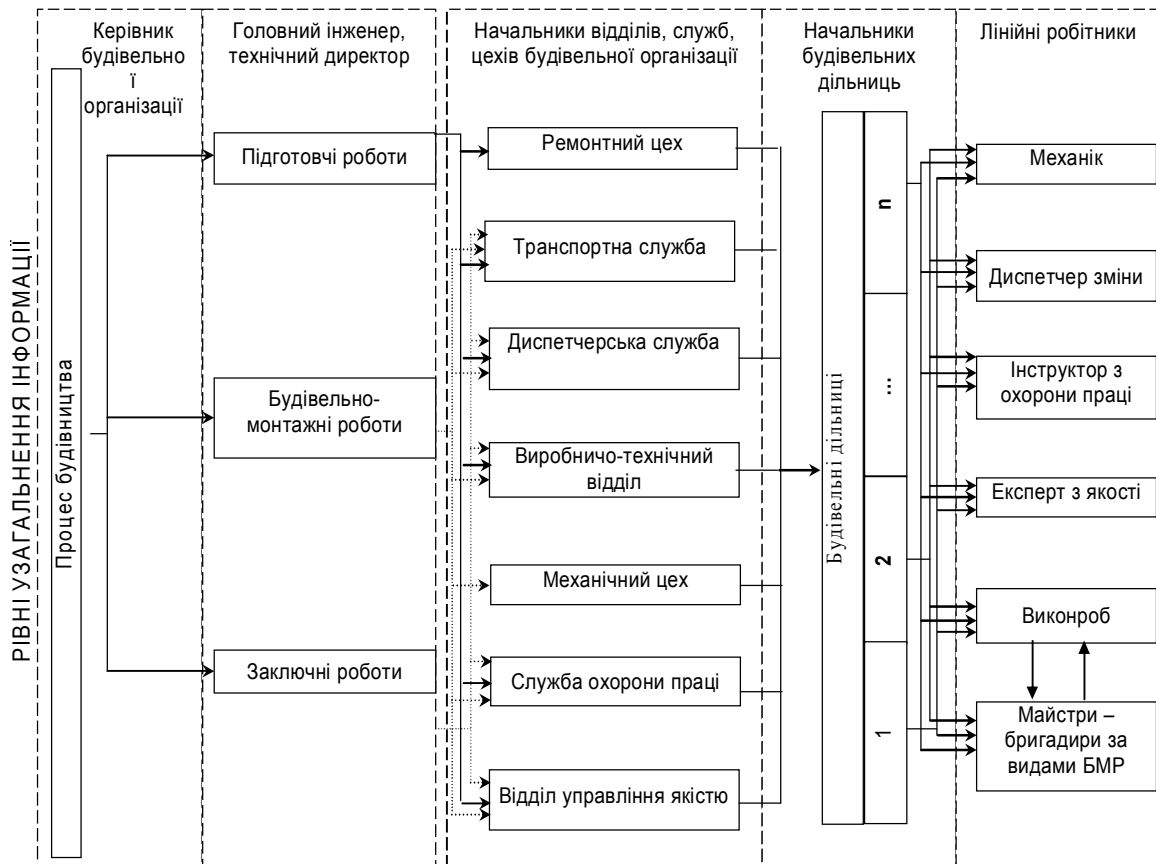 РІВНІ УЗАГАЛЬНЕННЯ ІНФОРМАЦІЇ
Керівник
будівельно
ї
організації
Процес будівництва
Головний інженер,
технічний директор
Підготовчі роботи
Будівельно-
монтажні роботи
Заключні роботи
Начальники відділів, служб,
цехів будівельної організації
Ремонтний цех
Транспортна служба
Диспетчерська служба
Виробничо-технічний
відділ
Механічний цех
Служба охорони праці
Відділ управління якістю
Начальники
будівельних
дільниць
Будівельні дільниці
n
...
2
1
Лінійні робітники
Механік
Диспетчер зміни
Інструктор з
охорони праці
Експерт з якості
Виконроб
Майстри –
бригадири за
видами БМР